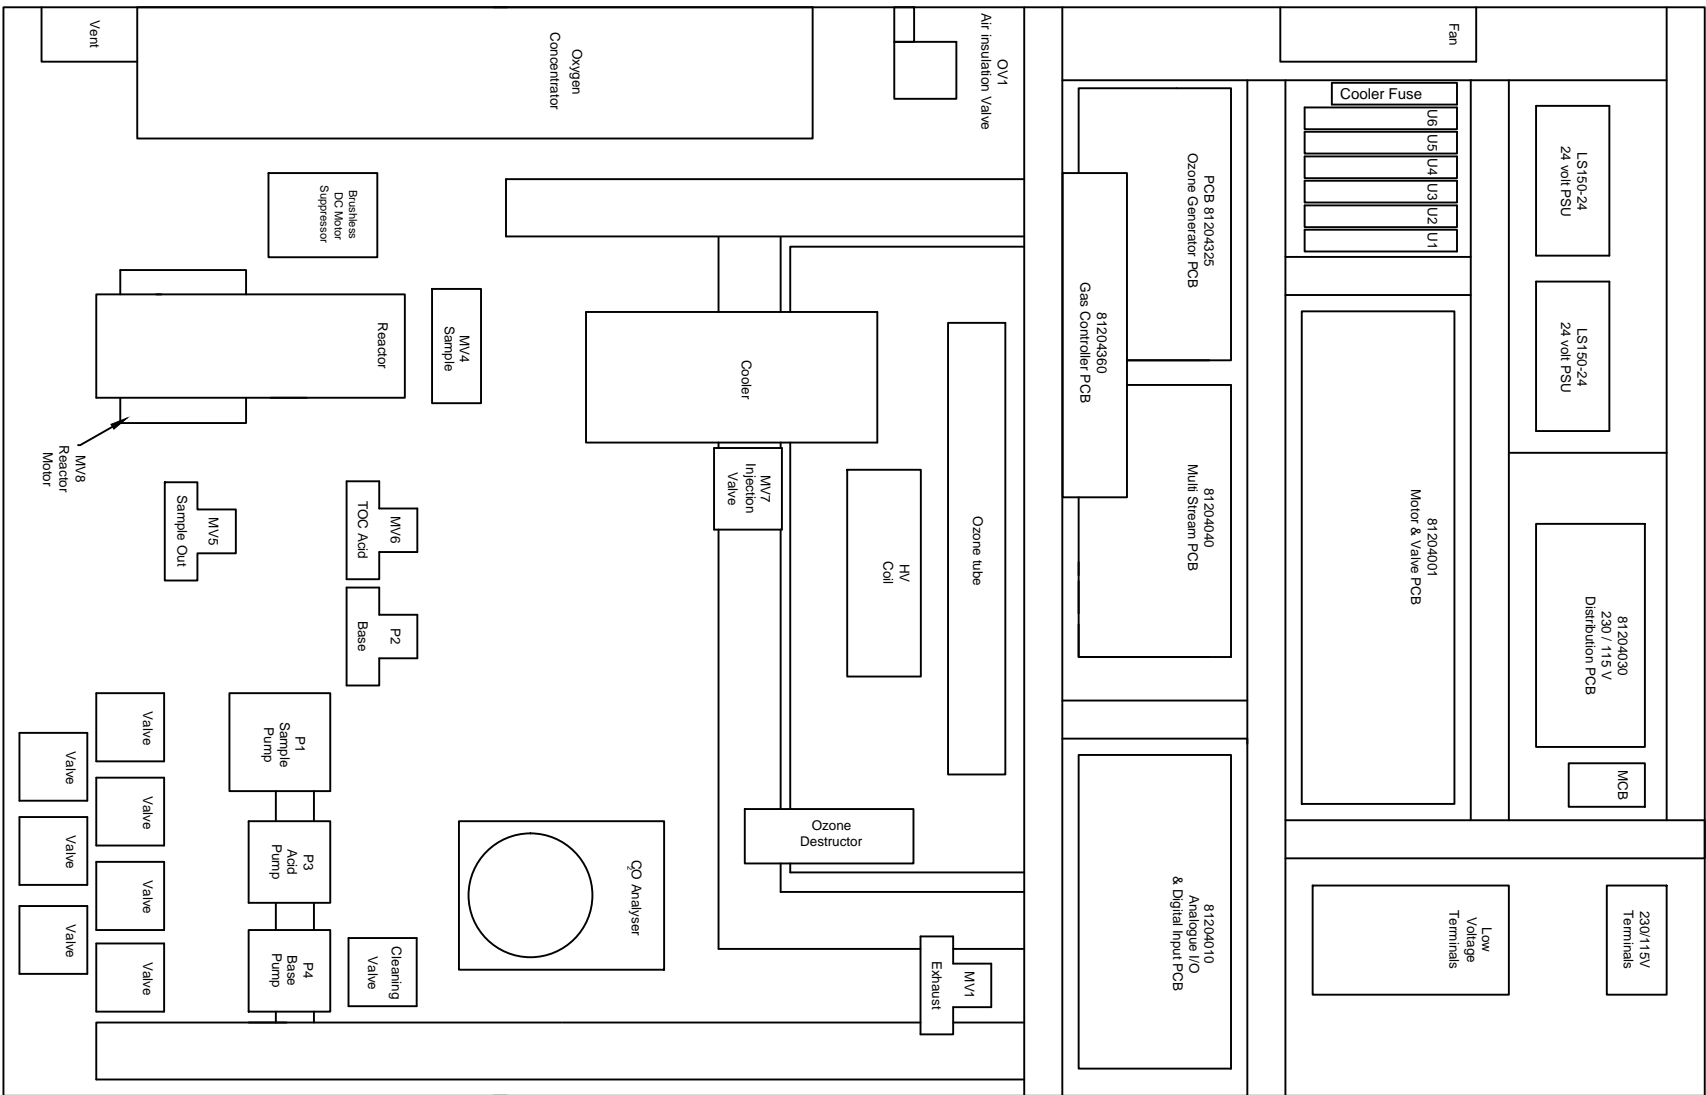 Vent
Oxygen
Concentrator
OV1
Air insulation Valve
Fan
Cooler Fuse
U6
U5
U4
U3
U2
U1
LS150-24
24 volt PSU
LS150-24
24 volt PSU
PCB 81204325
Ozone Generator PCB
81204360
Gas Controller PCB
81204040
Multi Stream PCB
81204001
Motor & Valve PCB
81204030
230 / 115 V
Distribution PCB
MCB
Brushless
DC Motor
Suppressor
Reactor
MV4
Sample
Cooler
Ozone tube
MV8
Reactor
Motor
MV7
Injection
Valve
HV
Coil
MV5
Sample Out
MV6
TOC Acid
P2
Base
P1
Sample
Pump
P3
Acid
Pump
P4
Base
Pump
Valve
Valve
Valve
Valve
Valve
Valve
Valve
Cleaning
Valve
CO2 Analyser
Ozone
Destructor
MV1
Exhaust
81204010
Analogue I/O
& Digital Input PCB
Low
Voltage
Terminals
230/115V
Terminals